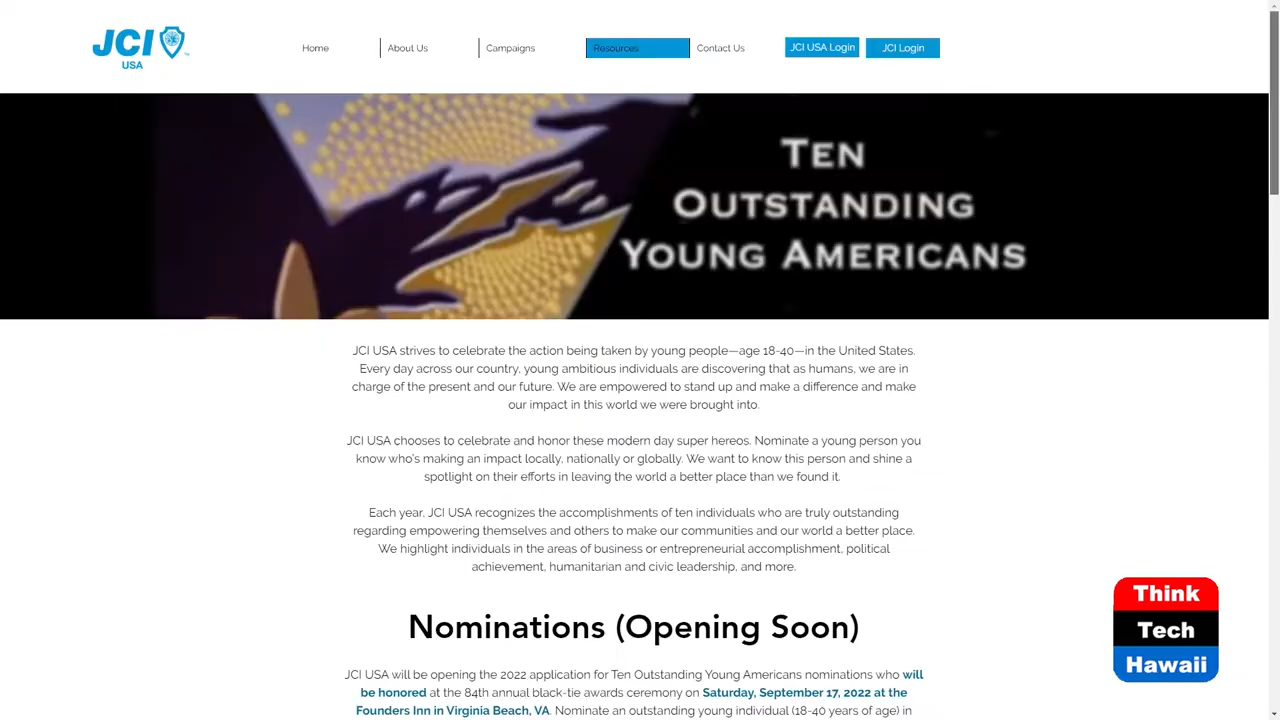 JCI
USA
Home
About Us
Campaigns
Resources
Contact Us
JCI USA Login
JCI Login
TEN
OUTSTANDING
YOUNG AMERICANS
JCI USA strives to celebrate the action being taken by young people—age 18-40—in the United States.
Every day across our country, young ambitious individuals are discovering that as humans, we are in
charge of the present and our future. We are empowered to stand up and make a difference and make
our impact in this world we were brought into.
JCI USA chooses to celebrate and honor these modern day super hereos. Nominate a young person you
know who's making an impact locally, nationally or globally. We want to know this person and shine a
spotlight on their efforts in leaving the world a better place than we found it.
Each year, JCI USA recognizes the accomplishments of ten individuals who are truly outstanding
regarding empowering themselves and others to make our communities and our world a better place.
We highlight individuals in the areas of business or entrepreneurial accomplishment, political
achievement, humanitarian and civic leadership, and more.
Nominations (Opening Soon)
JCI USA will be opening the 2022 application for Ten Outstanding Young Americans nominations who will
be honored at the 84th annual black-tie awards ceremony on Saturday, September 17, 2022 at the
Founders Inn in Virginia Beach, VA. Nominate an outstanding young individual (18-40 years of age) in
Think
Tech
Hawaii